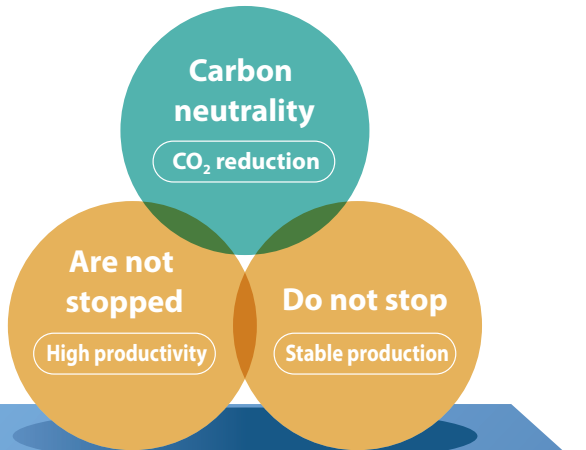 Carbon
neutrality
CO₂ reduction
Are not
stopped
High productivity
Do not stop
Stable production